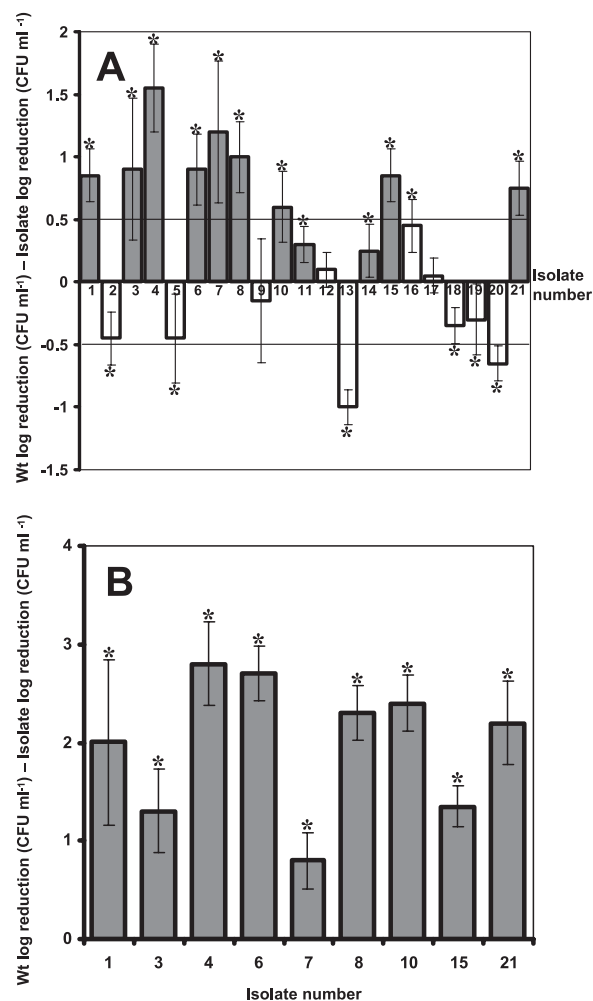 A
Wt log reduction (CFU ml⁻¹) – Isolate log reduction (CFU ml ⁻¹)
2
1.5
1
0.5
0
-0.5
-1
-1.5
* * * * * * * * * * * * * * * * * *
1 2 3 4 5 6 7 8 9 10 11 12 13 14 15 16 17 18 19 20 21
Isolate
number
B
Wt log reduction (CFU ml⁻¹) – Isolate log reduction (CFU ml ⁻¹)
4
3
2
1
0
* * * * * * * * *
1 3 4 6 7 8 10 15 21
Isolate number